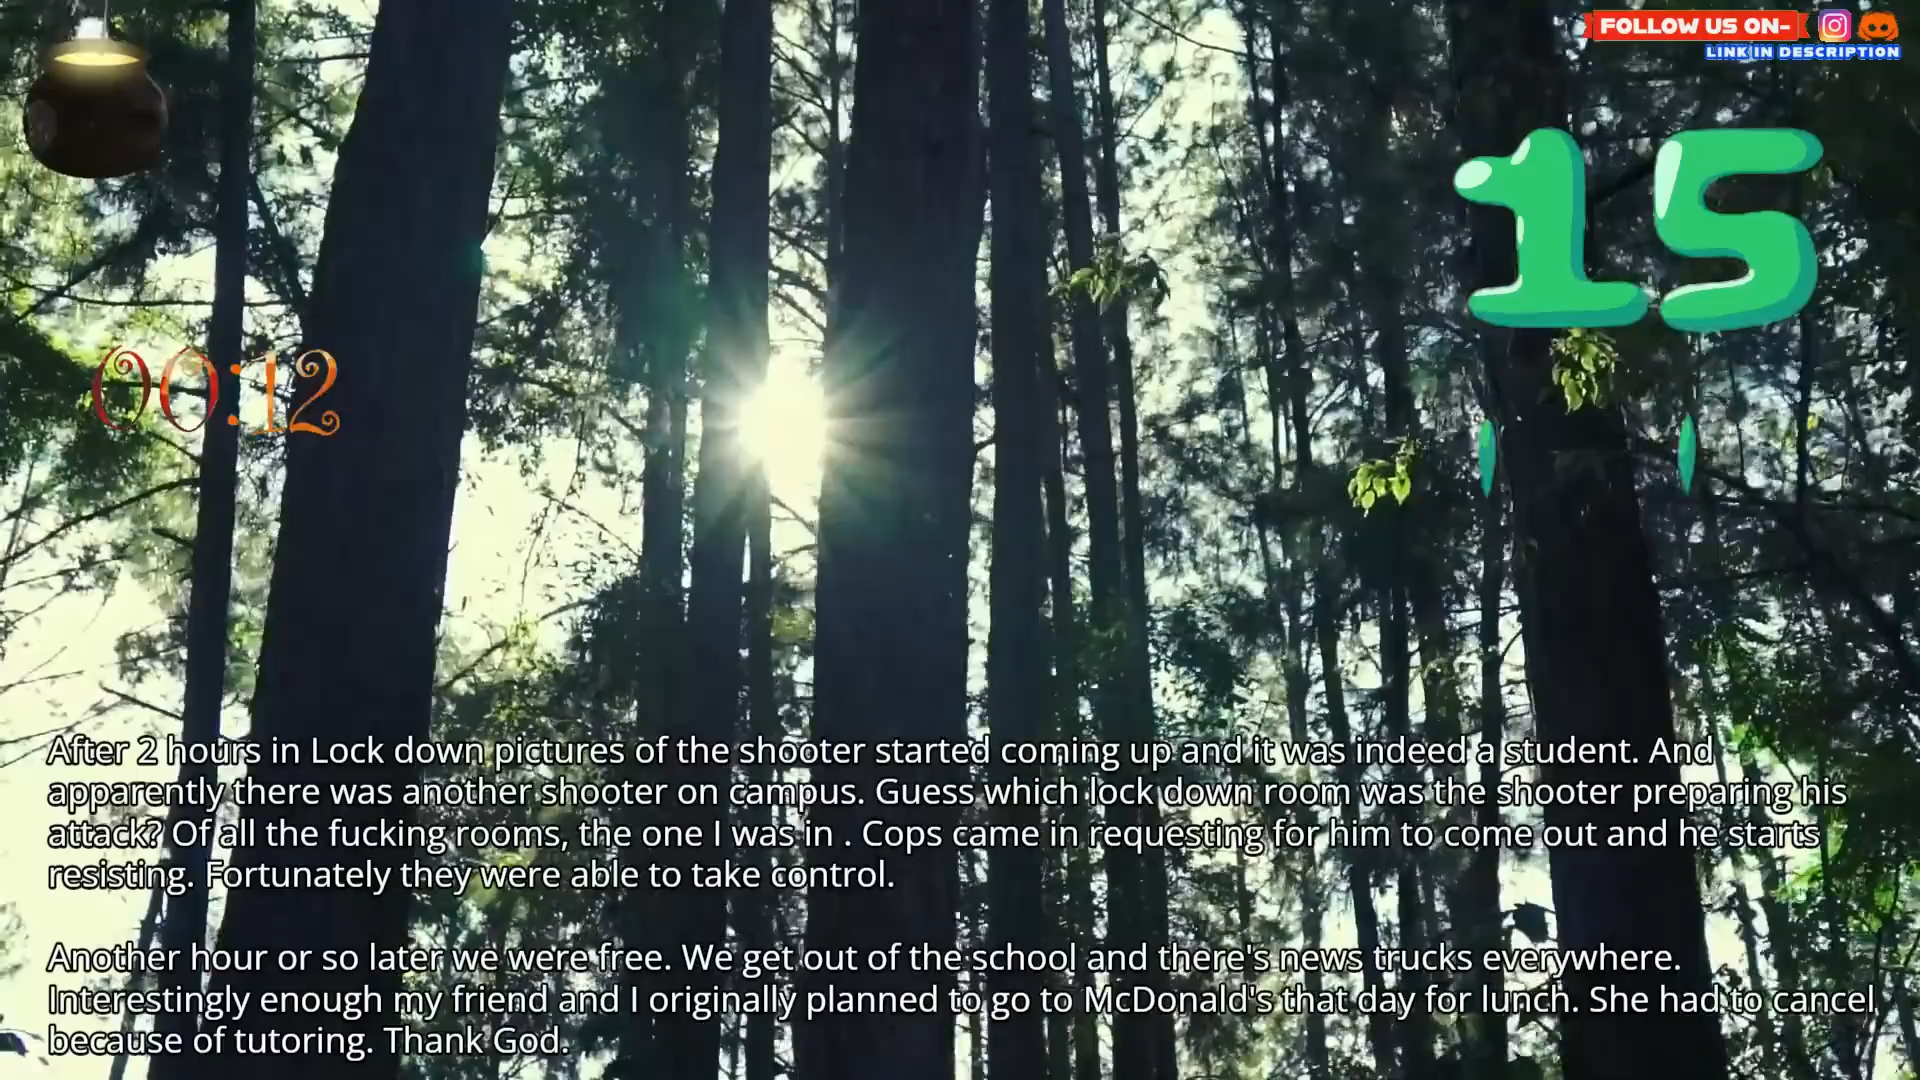 FOLLOW US ON-
LINK IN DESCRIPTION
15
00:12
After 2 hours in Lock down pictures of the shooter started coming up and it was indeed a student. And
apparently there was another shooter on campus. Guess which lock down room was the shooter preparing his
attack? Of all the fucking rooms, the one I was in . Cops came in requesting for him to come out and he starts
resisting. Fortunately they were able to take control.
Another hour or so later we were free. We get out of the school and there's news trucks everywhere.
Interestingly enough my friend and I originally planned to go to McDonald's that day for lunch. She had to cancel
because of tutoring. Thank God.